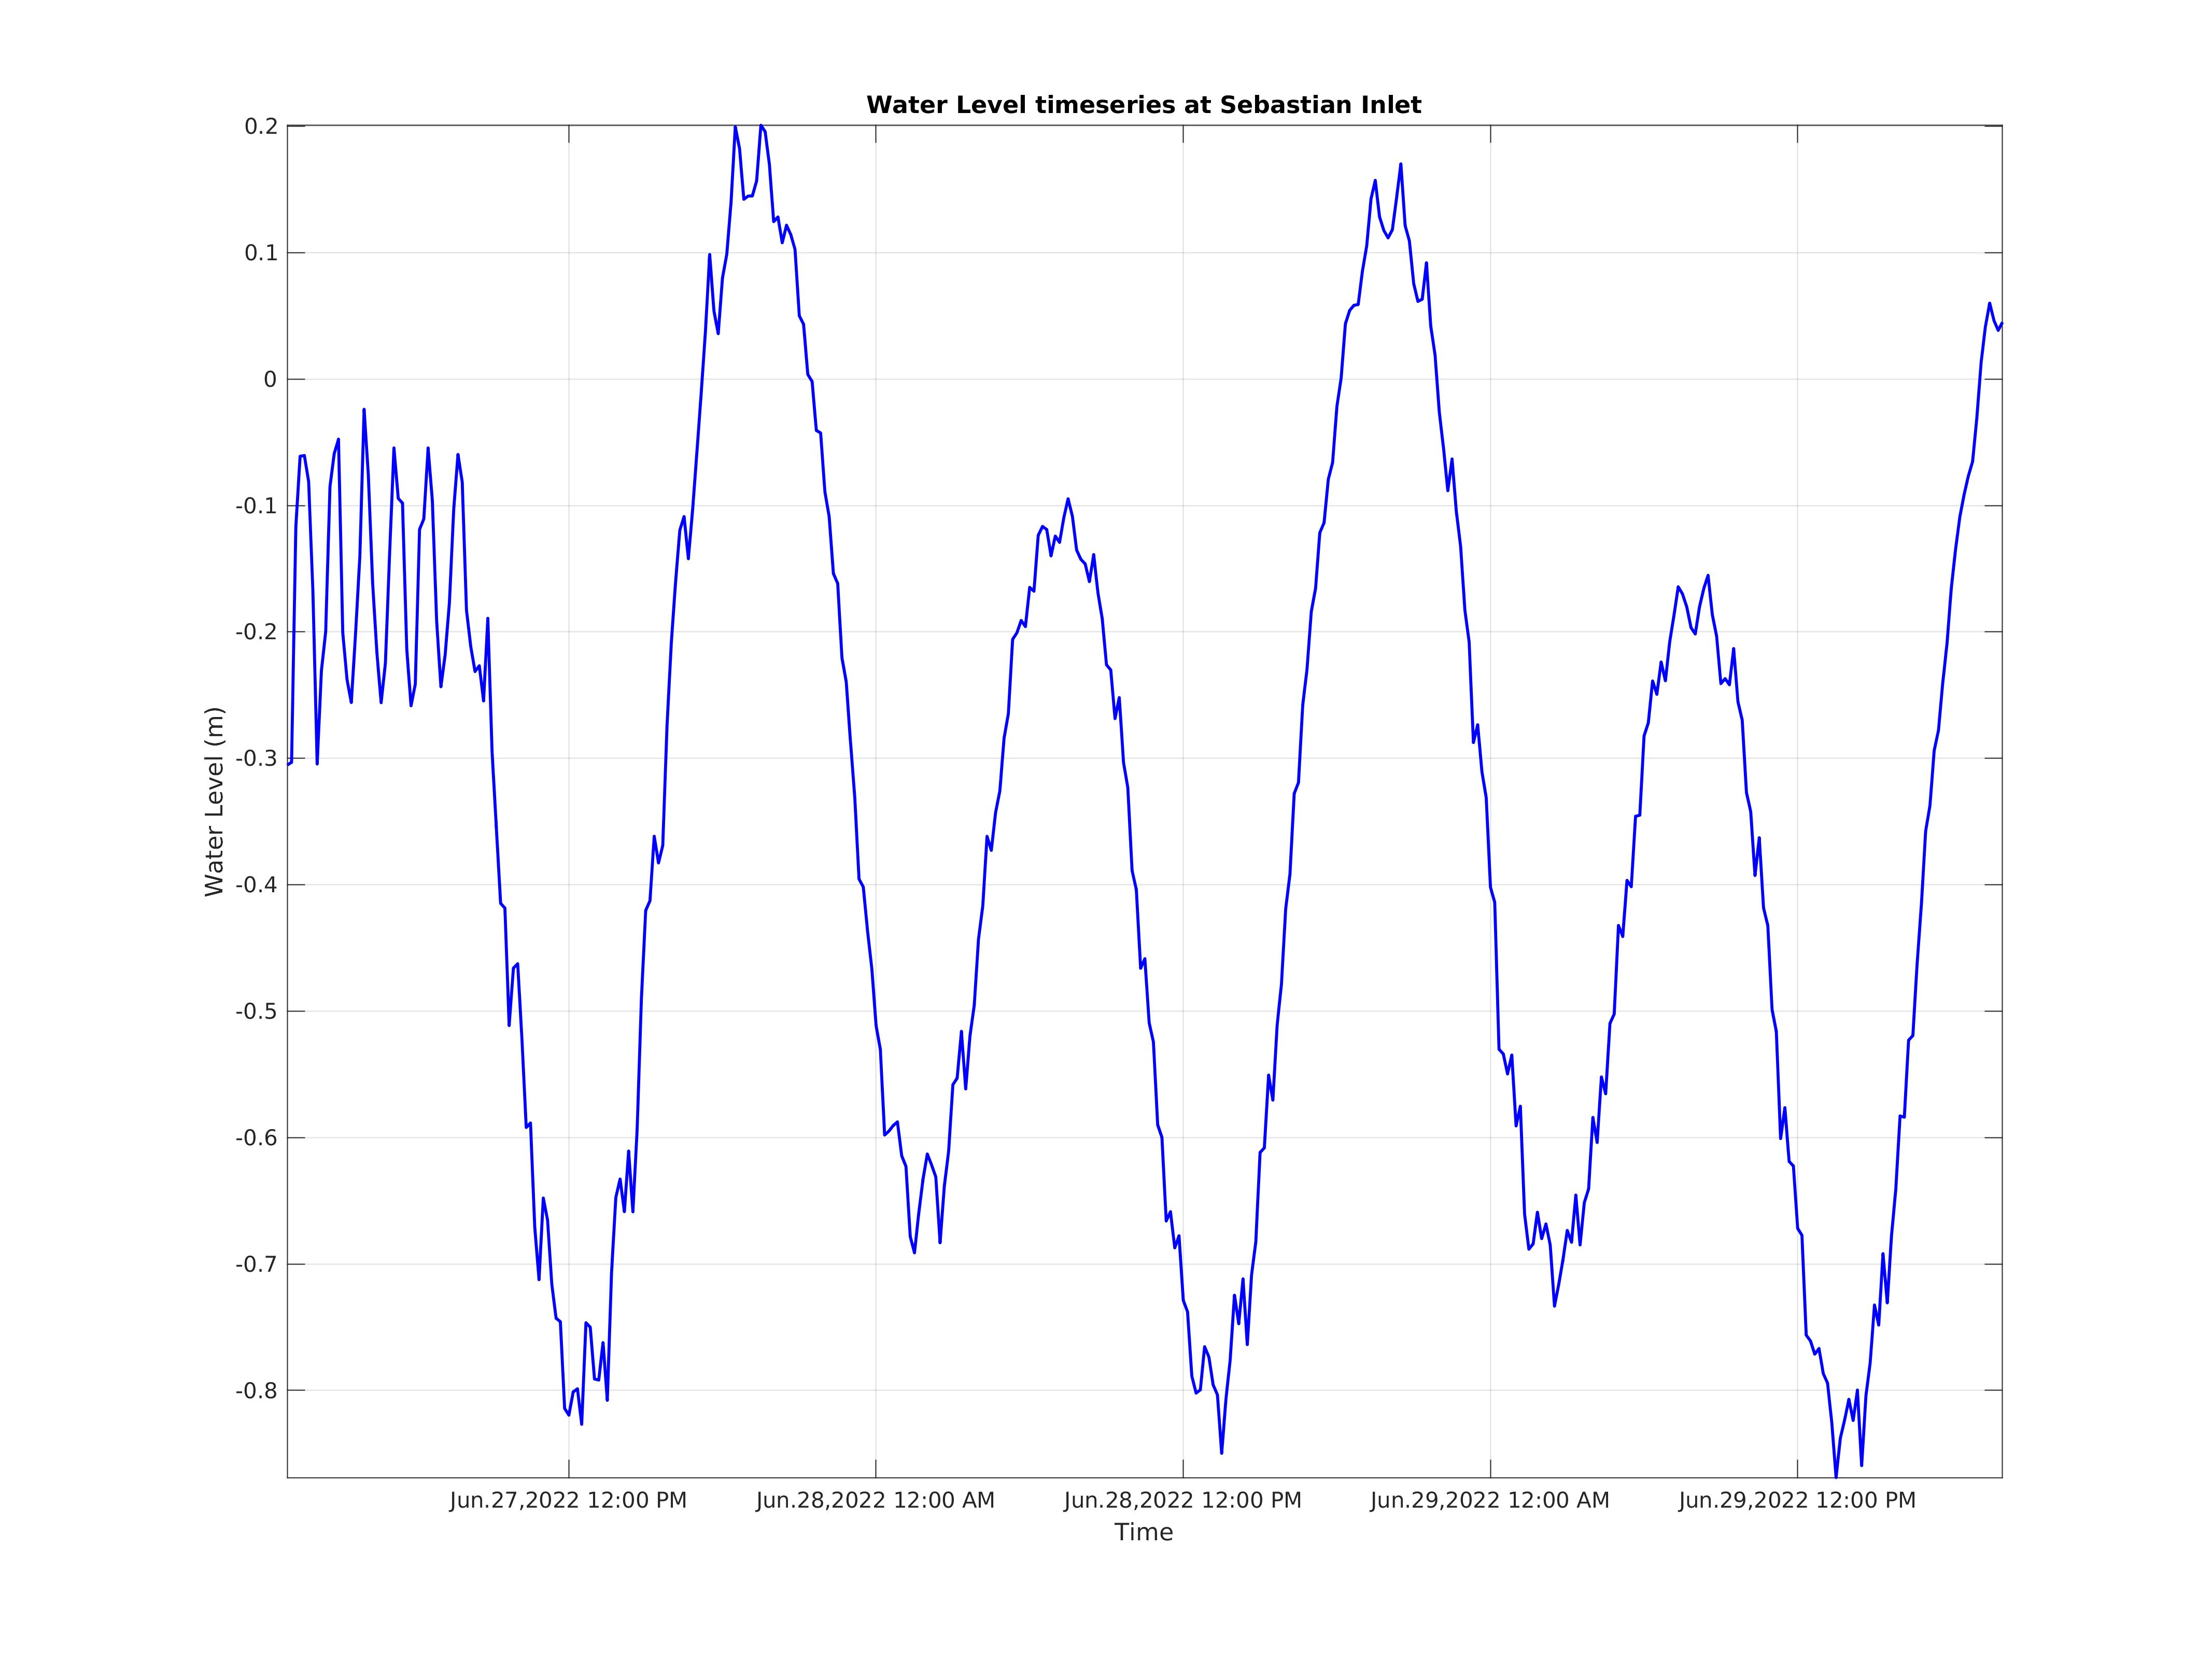 Water Level timeseries at Sebastian Inlet
0.2
0.1
0
-0.1
-0.2
-0.3
-0.4
-0.5
-0.6
-0.7
-0.8
Water Level (m)
Jun.27,2022 12:00 PM
Jun.28,2022 12:00 AM
Jun.28,2022 12:00 PM
Jun.29,2022 12:00 AM
Jun.29,2022 12:00 PM
Time